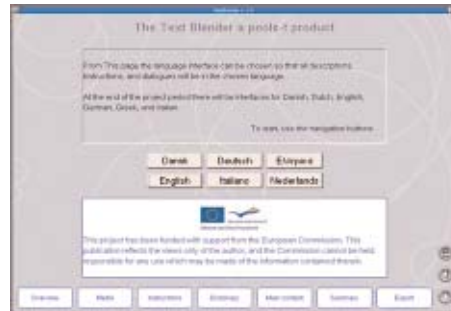 The Text Blender a pools-t product
From This page the language interface can be chosen so that all descriptions,
instructions, and dialogues will be in the chosen language.
At the end of the project period there will be interfaces for Danish, Dutch, English,
German, Greek, and Italian.
To start, use the navigation buttons
Dansk Deutsch
English Italiano Nederlands
This project has been funded with support from the European Commission. This
publication reflects the views only of the author, and the Commission cannot be held
responsible for any use which may be made of the information contained therein.
Overview Media Instructions Summary Export